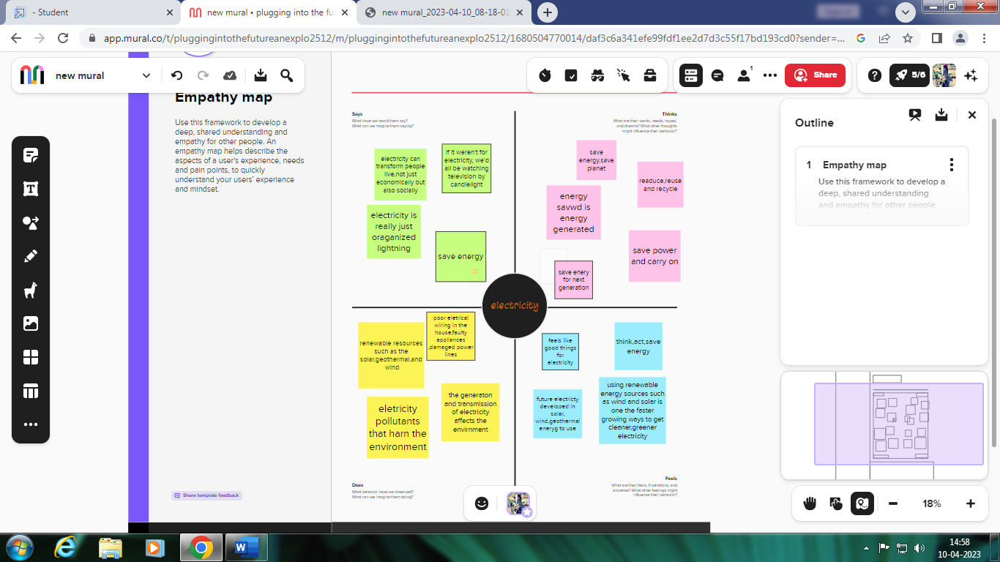 - Student
new mural • plugging into the fu
new mural_2023-04-10_08-18-01
app.mural.co/t/pluggingintothefutureanexplo2512/m/pluggingintothefutureanexplo2512/1680504770014/daf3c6a341efe99fdf1ee2d7d3c55f17bd193cd0?sender=...
new mural
1
Share
5/6
Empathy map
Use this framework to develop a
deep, shared understanding and
empathy for other people. An
empathy map helps describe the
aspects of a user's experience, needs
and pain points, to quickly
understand your users' experience
and mindset.
Share template feedback
Says
What have we heard them say?
What can we imagine them saying?
electricity can
transform people
live,not just
economically but
also socially
If it weren't for
electricity, we'd
all be watching
television by
candlelight
electricity is
really just
oraganized
lightning
save energy
Thinks
What are their wants, needs, hopes,
and dreams? What other thoughts
might influence their behavior?
save
energy,save
planet
readuce,reuse
and recycle
energy
savwd is
energy
generated
save power
and carry on
save enery
for next
generation
electricity
renewable resources
such as the
solar,geothermal,and
wind
poor eletrical
wiring in the
house,faulty
appliances
,damaged power
lines
eletricity
pollutants
that harn the
environment
the generaton
and transmission
of electricity
affects the
envirnment
Does
What behavior have we observed?
What can we imagine them doing?
feels like
good things
for
electricity
think,act,save
energy
future electricty
developed in
solar,
wind,geothermal
eneryg to use
using renewable
energy sources such
as wind and solar is
one the faster
growing ways to get
cleaner,greener
electricity
Feels
What are their fears, frustrations, and
anxieties? What other feelings might
influence their behavior?
Outline
1 Empathy map
Use this framework to develop a
deep, shared understanding
and empathy for other people.
18%
14:58
10-04-2023